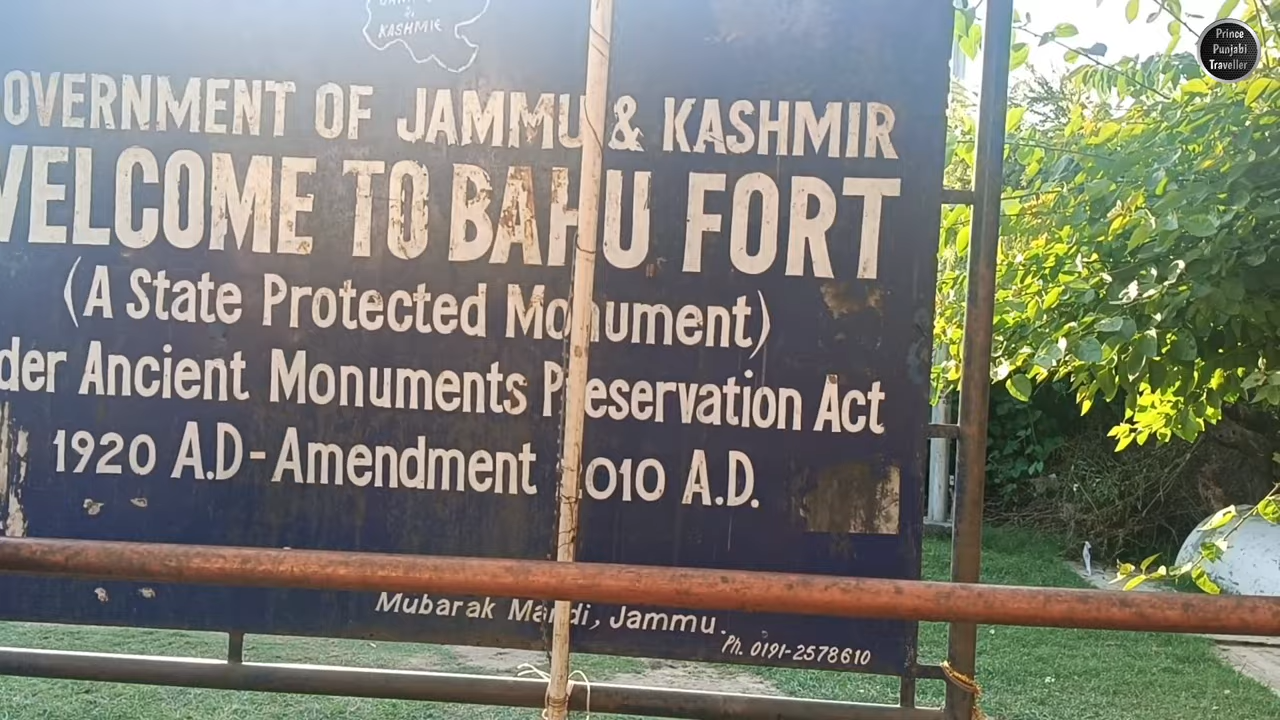 KASHMIR
OVERNMENT OF JAMMU & KASHMIR
WELCOME TO BAHU FORT
(A State Protected Monument)
der Ancient Monuments Preservation Act
1920 A.D-Amendment 2010 A.D.
Mubarak Mandi, Jammu.
Ph. 0191-2578610
Prince
Punjabi
Traveller